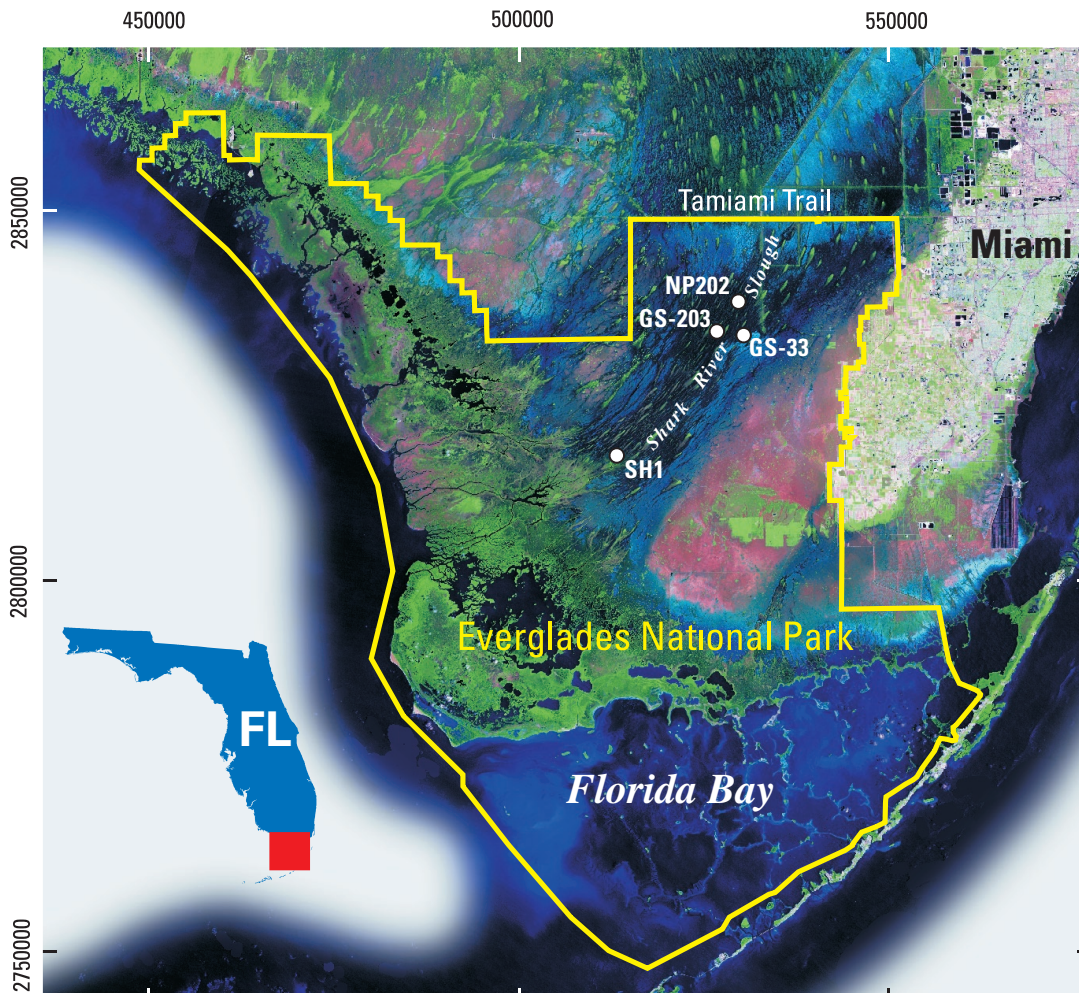 450000
500000
550000
2850000
2800000
2750000
Tamiami Trail
Miami
NP202
GS-203
GS-33
SH1
Shark River Slough
Everglades National Park
Florida Bay
FL